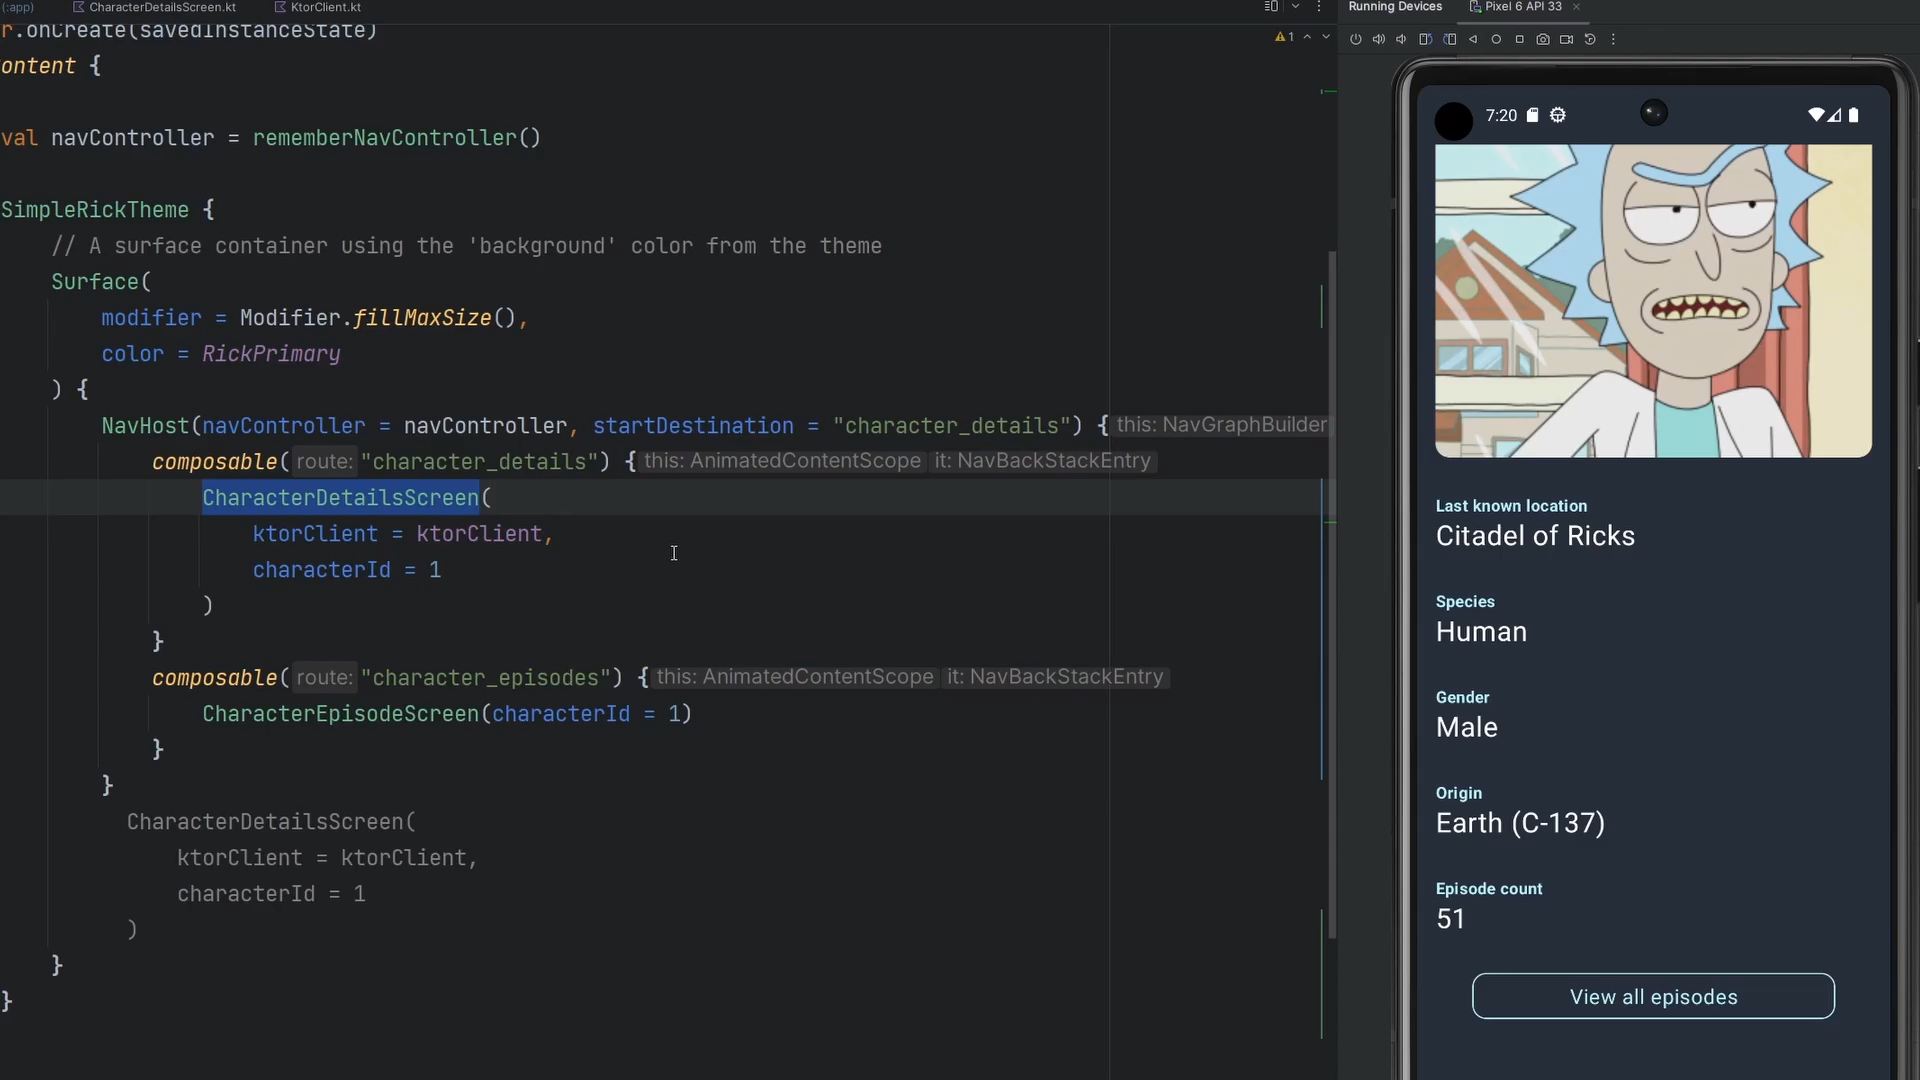 (:app) CharacterDetailsScreen.kt KtorClient.kt
Running Devices Pixel 6 API 33
r.onCreate(savedInstanceState)
1
ontent {
val navController = rememberNavController()
SimpleRickTheme {
// A surface container using the 'background' color from the theme
Surface(
modifier = Modifier.fillMaxSize(),
color = RickPrimary
) {
NavHost(navController = navController, startDestination = "character_details") { this: NavGraphBuilder
composable( route: "character_details") { this: AnimatedContentScope it: NavBackStackEntry
CharacterDetailsScreen(
ktorClient = ktorClient,
characterId = 1
)
}
composable( route: "character_episodes") { this: AnimatedContentScope it: NavBackStackEntry
CharacterEpisodeScreen(characterId = 1)
}
}
CharacterDetailsScreen(
ktorClient = ktorClient,
characterId = 1
)
}
}
7:20
Last known location
Citadel of Ricks
Species
Human
Gender
Male
Origin
Earth (C-137)
Episode count
51
View all episodes